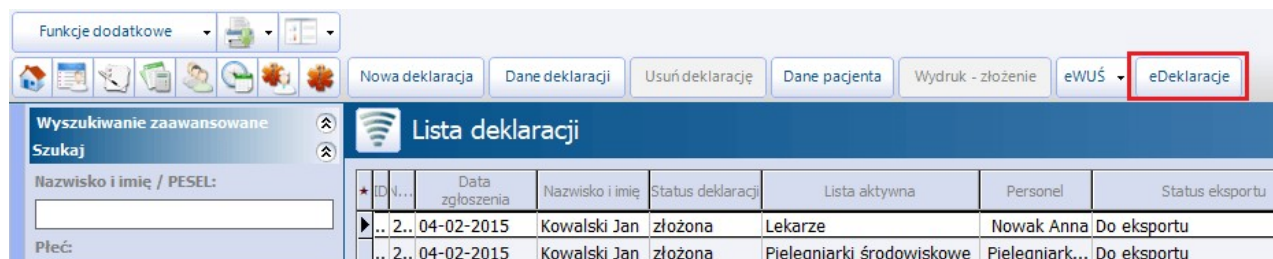 Funkcje dodatkowe
Nowa deklaracja Dane deklaracji Usuń deklarację Dane pacjenta Wydruk - złożenie eWUŚ eDeklaracje
Wyszukiwanie zaawansowane
Szukaj
Nazwisko i imię / PESEL:
Płeć:
Lista deklaracji
ID N... Data zgłoszenia Nazwisko i imię Status deklaracji Lista aktywna Personel Status eksportu
.. 2.. 04-02-2015 Kowalski Jan złożona Lekarze Nowak Anna Do eksportu
.. 2.. 04-02-2015 Kowalski Jan złożona Pielęgniarki środowiskowe Pielęgniark... Do eksportu